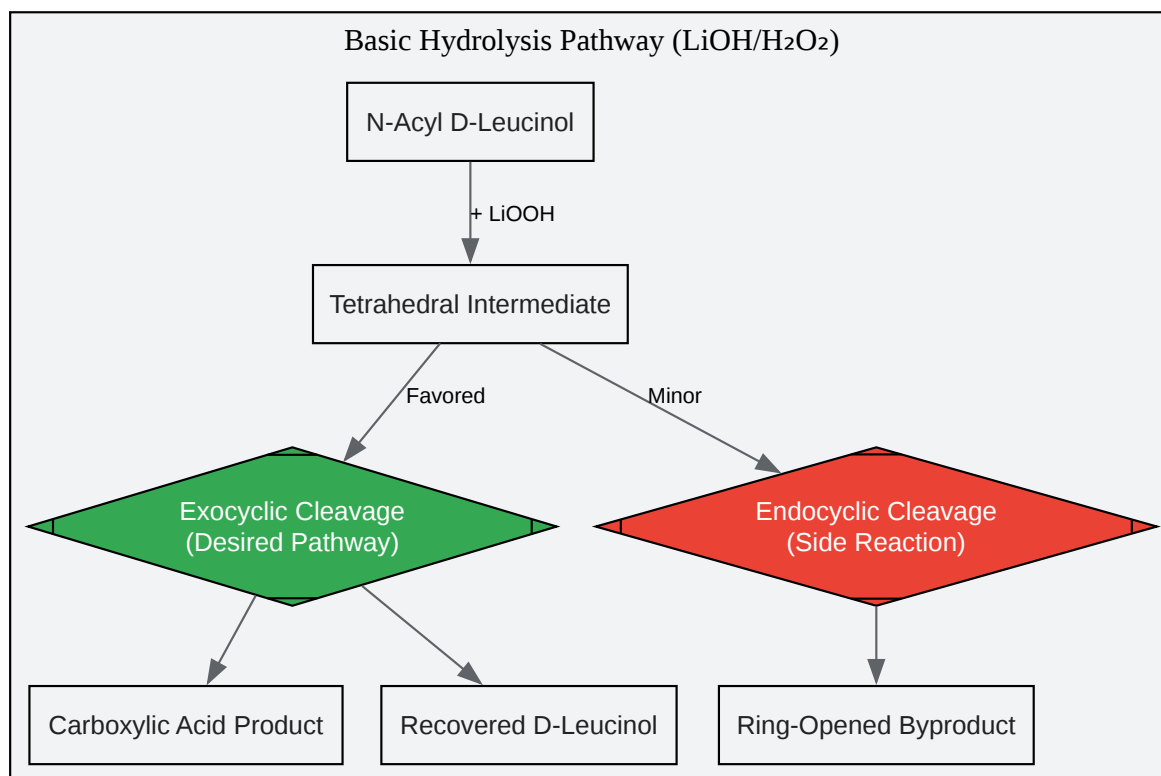 Basic Hydrolysis Pathway (LiOH/H₂O₂)
N-Acyl D-Leucinol
+ LiOOH
Tetrahedral Intermediate
Favored
Minor
Exocyclic Cleavage
(Desired Pathway)
Endocyclic Cleavage
(Side Reaction)
Carboxylic Acid Product
Recovered D-Leucinol
Ring-Opened Byproduct